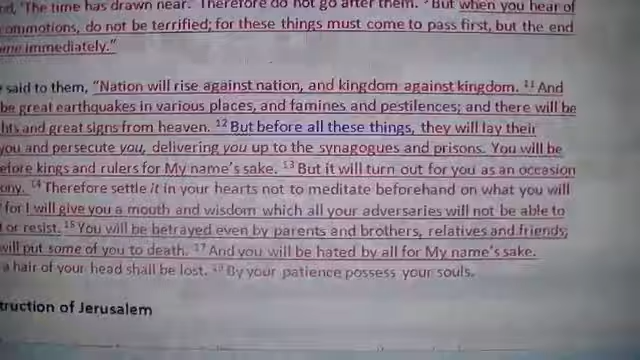 nd, 'The time has drawn near.' Therefore do not go after them. 9 But when you hear of
ommotions, do not be terrified; for these things must come to pass first, but the end
ome immediately."
said to them, "Nation will rise against nation, and kingdom against kingdom. 11 And
be great earthquakes in various places, and famines and pestilences; and there will be
hts and great signs from heaven. 12 But before all these things, they will lay their
you and persecute you, delivering you up to the synagogues and prisons. You will be
efore kings and rulers for My name's sake. 13 But it will turn out for you as an occasion
ony. 14 Therefore settle it in your hearts not to meditate beforehand on what you will
for I will give you a mouth and wisdom which all your adversaries will not be able to
t or resist. 16 You will be betrayed even by parents and brothers, relatives and friends;
will put some of you to death. 17 And you will be hated by all for My name's sake.
a hair of your head shall be lost. 19 By your patience possess your souls.
truction of Jerusalem